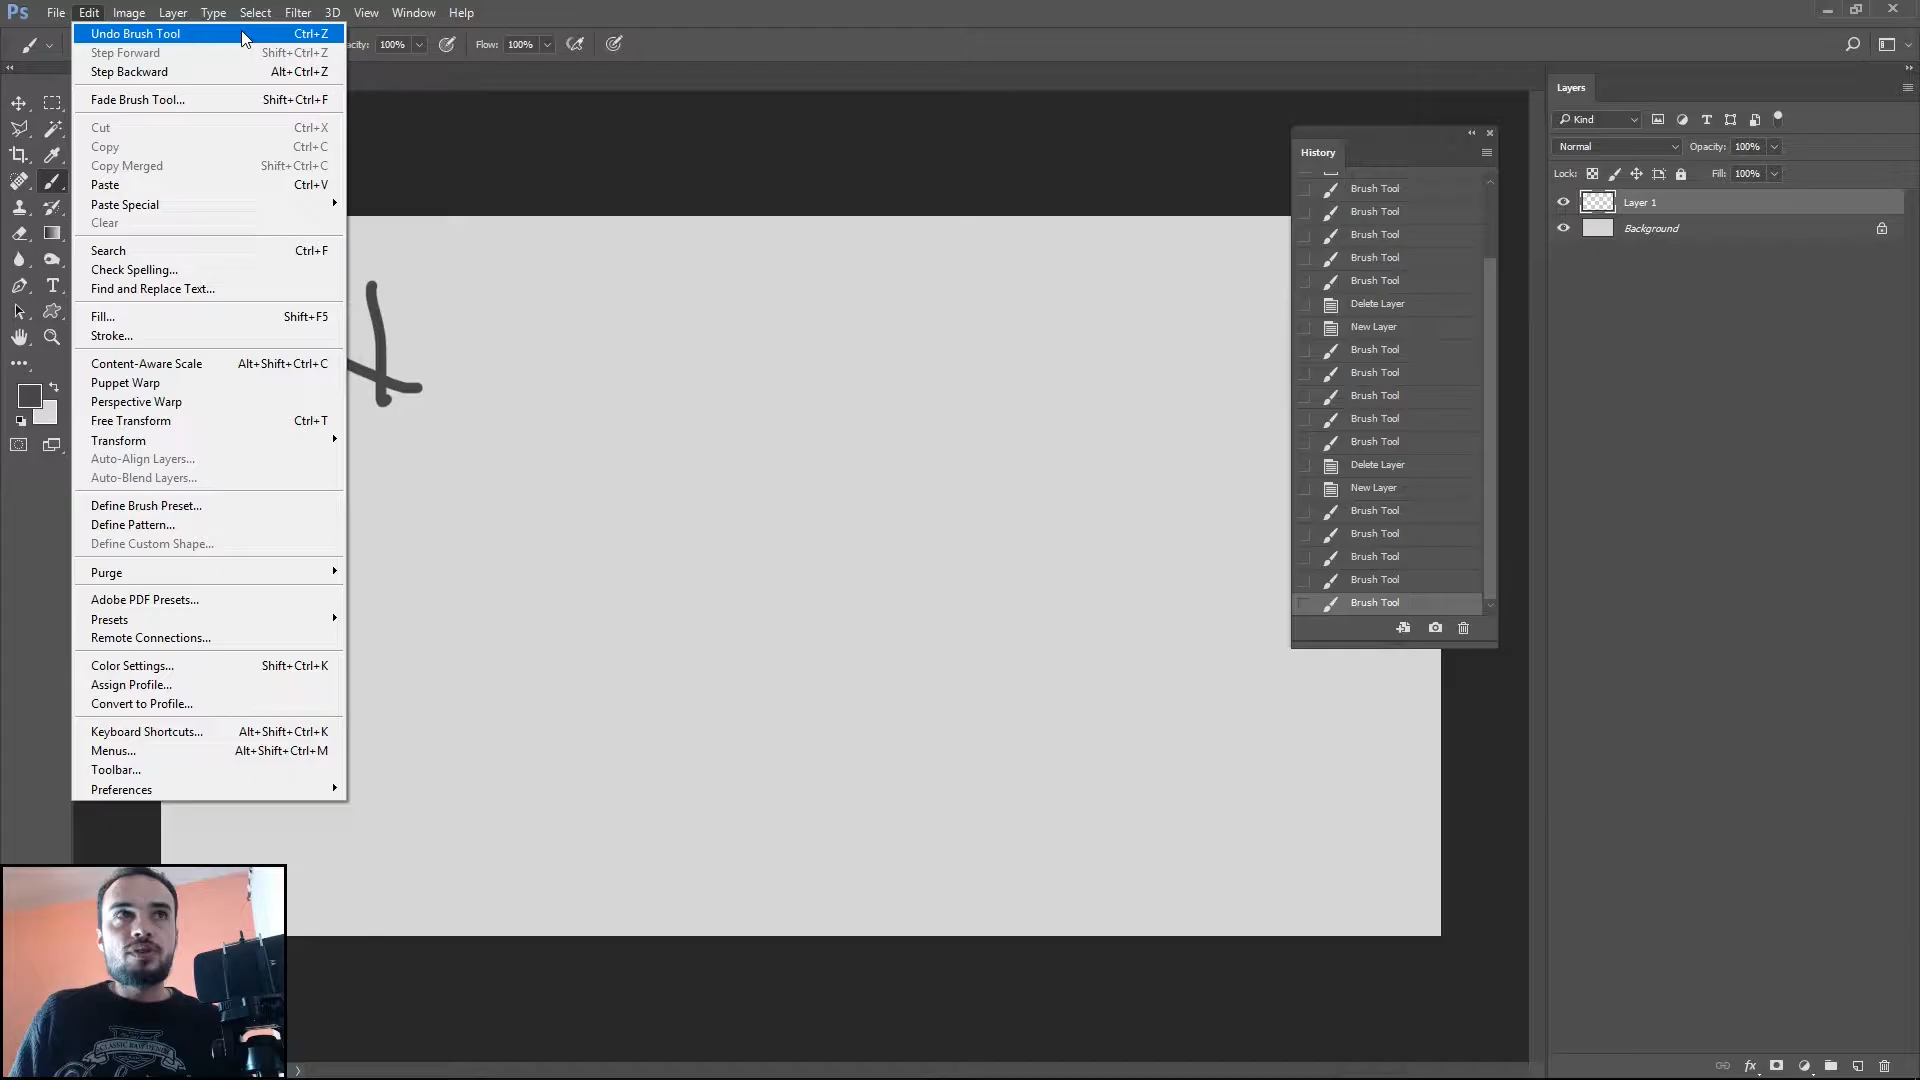 Ps File Edit Image Layer Type Select Filter 3D View Window Help
Undo Brush Tool Ctrl+Z
100% Flow: 100%
Step Forward Shift+Ctrl+Z
Step Backward Alt+Ctrl+Z
Fade Brush Tool... Shift+Ctrl+F
Cut Ctrl+X
Copy Ctrl+C
Copy Merged Shift+Ctrl+C
Paste Ctrl+V
Paste Special
Clear
Search Ctrl+F
Check Spelling...
Find and Replace Text...
Fill... Shift+F5
Stroke...
Content-Aware Scale Alt+Shift+Ctrl+C
Puppet Warp
Perspective Warp
Free Transform Ctrl+T
Transform
Auto-Align Layers...
Auto-Blend Layers...
Define Brush Preset...
Define Pattern...
Define Custom Shape...
Purge
Adobe PDF Presets...
Presets
Remote Connections...
Color Settings... Shift+Ctrl+K
Assign Profile...
Convert to Profile...
Keyboard Shortcuts... Alt+Shift+Ctrl+K
Menus... Alt+Shift+Ctrl+M
Toolbar...
Preferences
History
Brush Tool
Brush Tool
Brush Tool
Brush Tool
Brush Tool
Delete Layer
New Layer
Brush Tool
Brush Tool
Brush Tool
Brush Tool
Brush Tool
Delete Layer
New Layer
Brush Tool
Brush Tool
Brush Tool
Brush Tool
Brush Tool
Layers
Kind
Normal Opacity: 100%
Lock: Fill: 100%
Layer 1
Background
fx